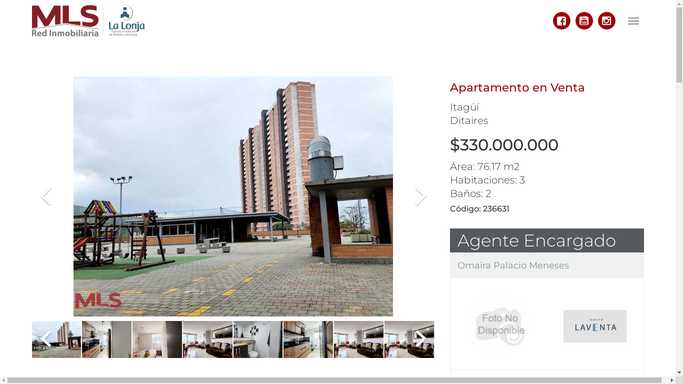 MLS
Red Inmobiliaria
La Lonja
Apartamento en Venta
Itagüí
Ditaires
$330.000.000
Área: 76.17 m2
Habitaciones: 3
Baños: 2
Código: 236631
Agente Encargado
Omaira Palacio Meneses
MLS
Foto No
Disponible
LAVENTA